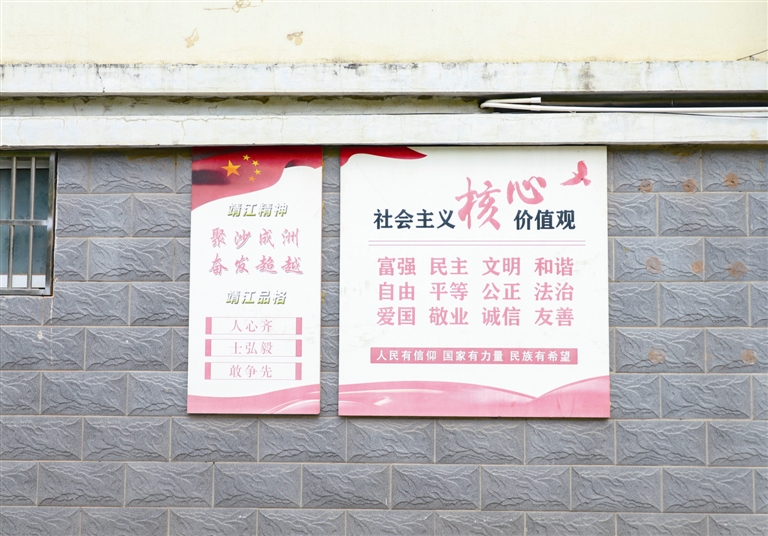 靖江精神
聚沙成洲
奋发超越
靖江品格
人心齐
士弘毅
敢争先
社会主义核心价值观
富强 民主 文明 和谐
自由 平等 公正 法治
爱国 敬业 诚信 友善
人民有信仰 国家有力量 民族有希望